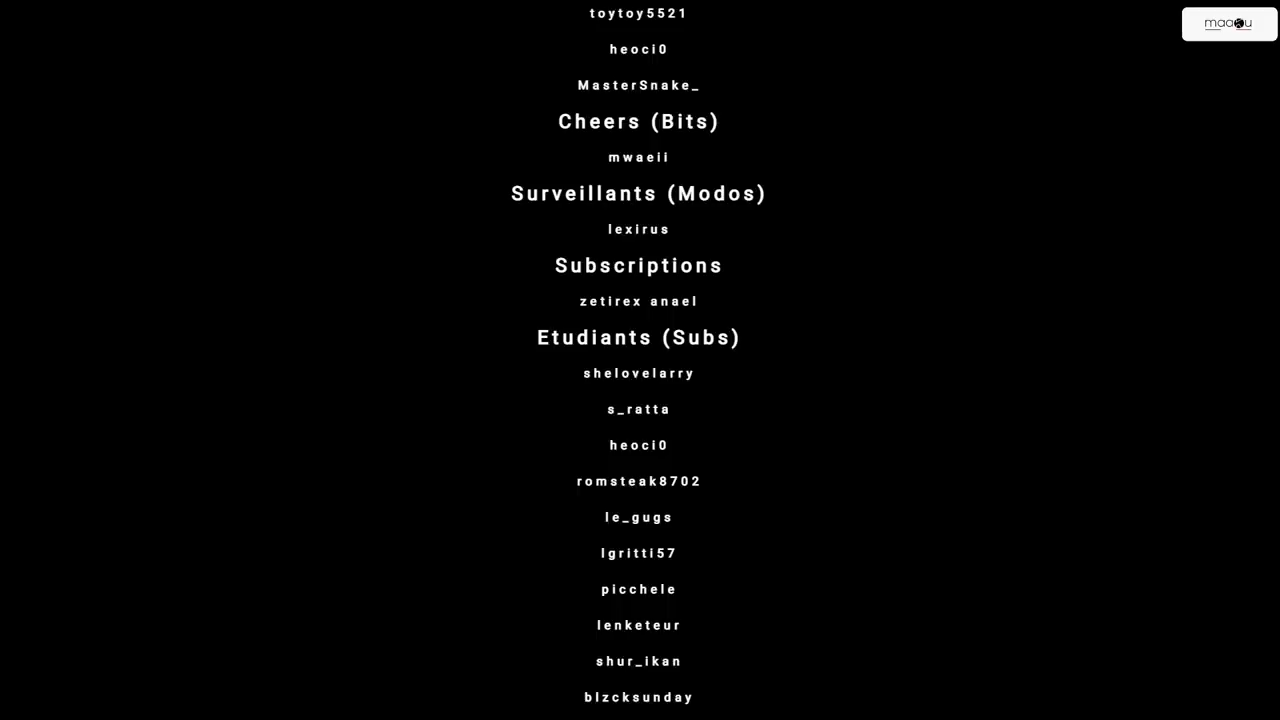 toytoy5521
heoci0
MasterSnake_
Cheers (Bits)
mwaeii
Surveillants (Modos)
lexirus
Subscriptions
zetirex anael
Etudiants (Subs)
shelovelarry
s_ratta
heoci0
romsteak8702
le_gugs
lgritti57
picchele
lenketeur
shur_ikan
blzcksunday